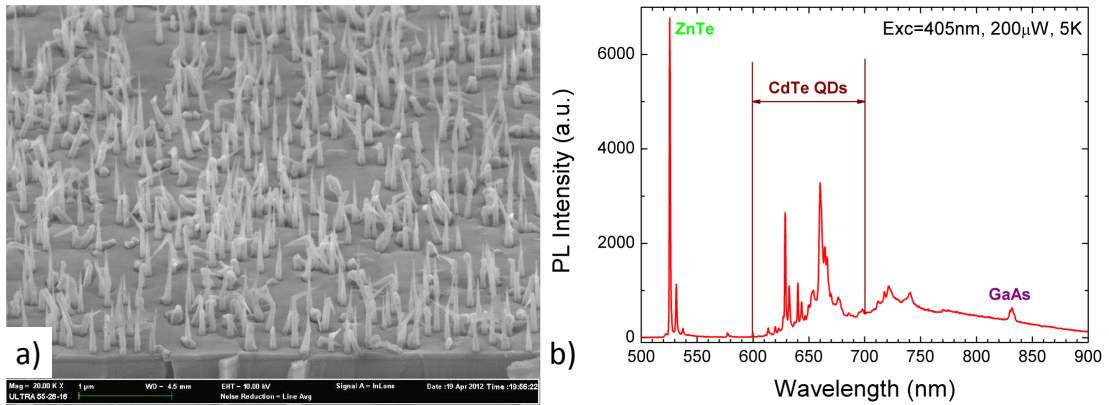 a)
Mag = 20.00 K X 1 µm WD = 4.5 mm EHT = 10.00 kV Signal A = InLens Date :19 Apr 2012 Time :19:56:22
ULTRA 55-26-16 Noise Reduction = Line Avg
b)
ZnTe
Exc=405nm, 200µW, 5K
CdTe QDs
GaAs
PL Intensity (a.u.)
6000
4000
2000
0
500 550 600 650 700 750 800 850 900
Wavelength (nm)